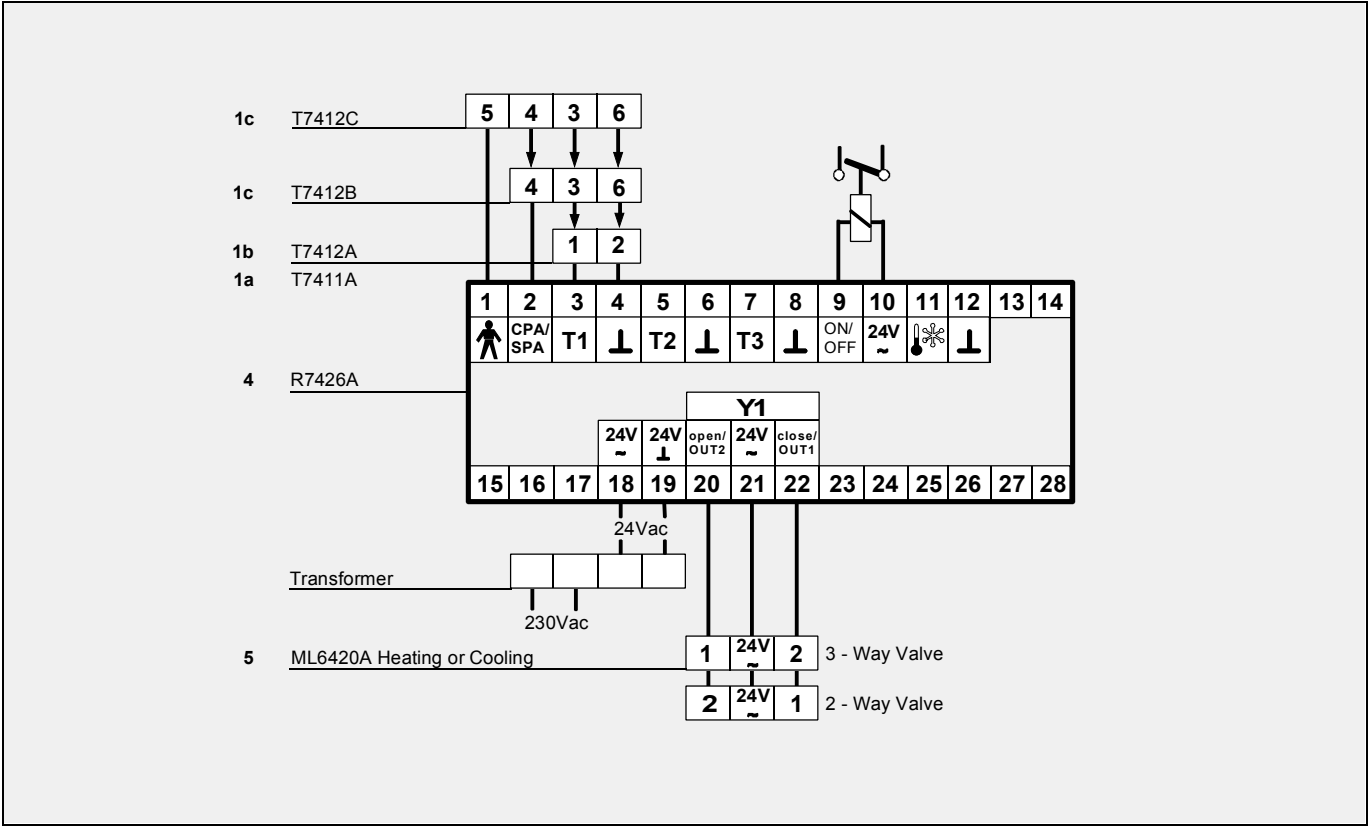 1c T7412C 5 4 3 6
1c T7412B 4 3 6
1b T7412A 1 2
1a T7411A
1 2 3 4 5 6 7 8 9 10 11 12 13 14
CPA/ SPA T1 T2 T3 ON/ OFF 24V ~
4 R7426A
Y1
24V ~ 24V open/ OUT2 24V ~ close/ OUT1
15 16 17 18 19 20 21 22 23 24 25 26 27 28
24Vac
Transformer
230Vac
5 ML6420A Heating or Cooling 1 24V ~ 2 3 - Way Valve
2 24V ~ 1 2 - Way Valve